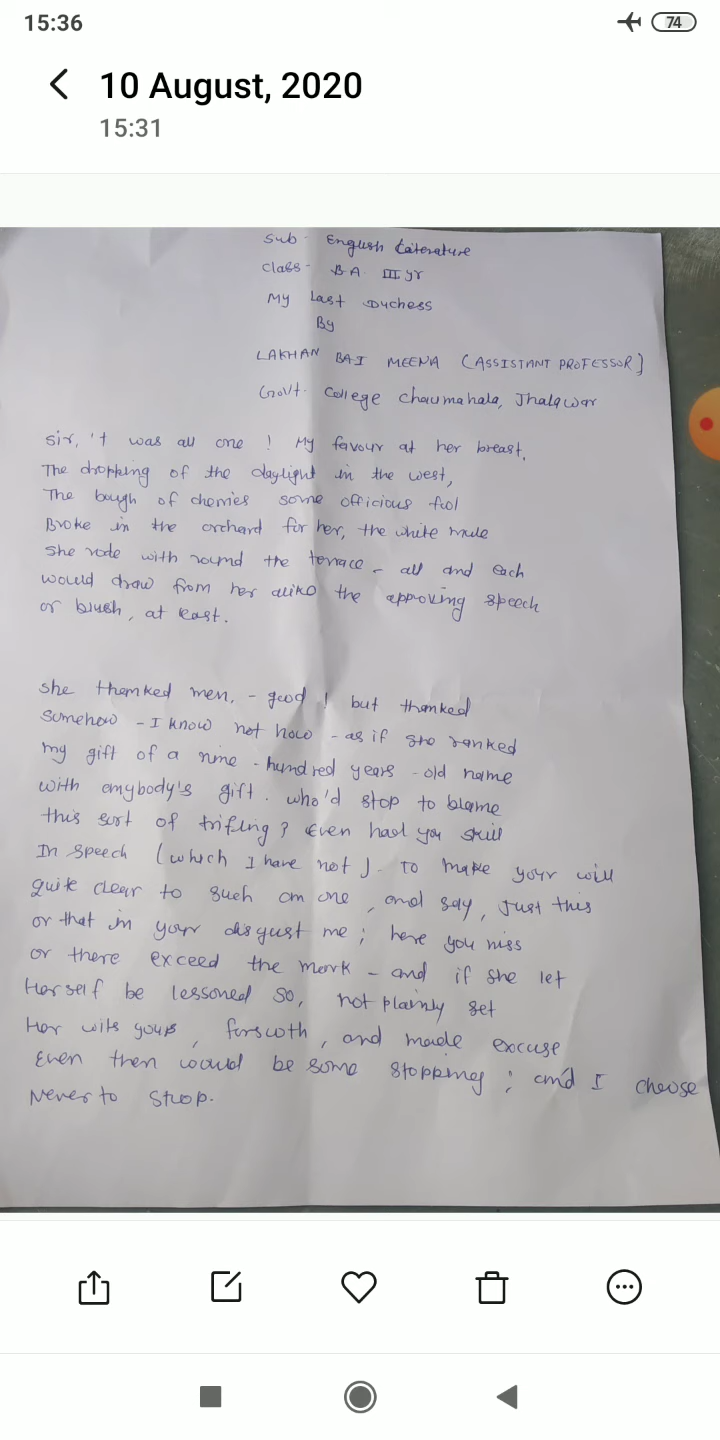 15:36
74
10 August, 2020
15:31
Sub - English Literature
Class - BA III yr
My Last Duchess
By
LAKHAN BAI MEENA (ASSISTANT PROFESSOR)
Govt. College Chaumahala, Jhalawar
sir, 't was all one ! My favour at her breast,
The dropping of the daylight in the west,
The bough of cherries some officious fool
Broke in the orchard for her, the white mule
She rode with round the terrace - all and each
would draw from her alike the approving speech
or blush, at least.
She thanked men, - good ! but thanked
Somehow - I know not how - as if she ranked
my gift of a nine - hundred years - old name
with anybody's gift. who'd stop to blame
this sort of trifling ? Even had you skill
In speech (which I have not). To make your will
quite clear to such an one, and say, Just this
or that in your disgust me ; here you miss
or there exceed the mark - and if she let
Herself be lessoned so, not plainly set
Her wits yours, forsooth, and made excuse
Even then would be some stopping ; and I choose
Never to stoop.